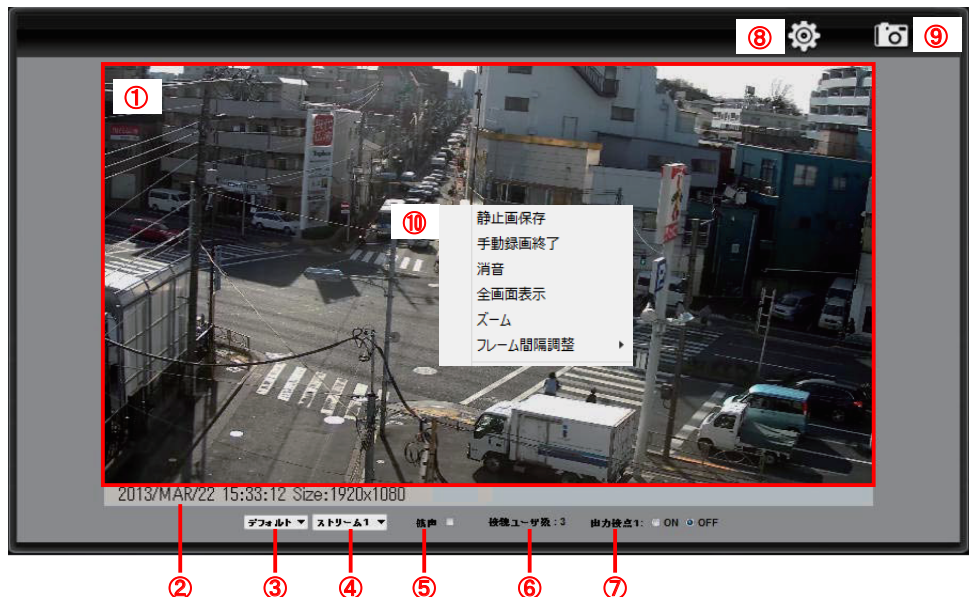 ⑧
⑨
①
⑩
静止画保存
手動録画終了
消音
全画面表示
ズーム
フレーム間隔調整
2013/MAR/22 15:33:12 Size:1920x1080
デフォルト ストリーム1 拡声 接続ユーザ数:3 出力接点1: ON OFF
② ③ ④ ⑤ ⑥ ⑦